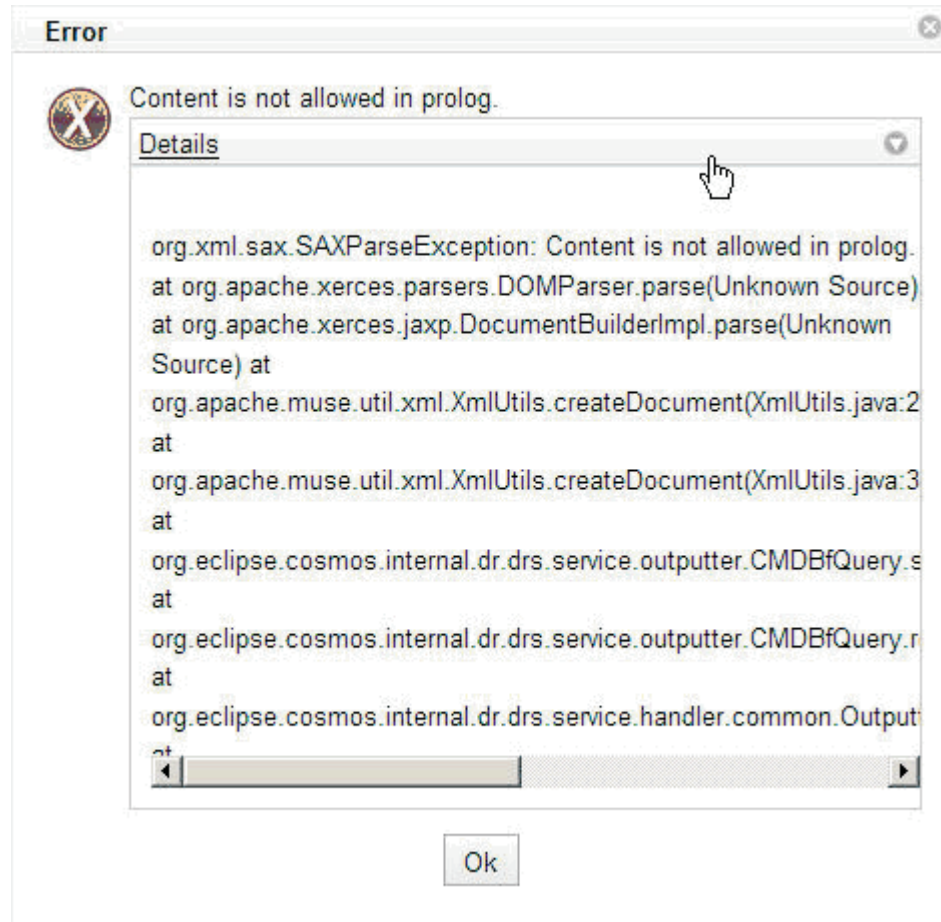 Error
Content is not allowed in prolog.
Details
org.xml.sax.SAXParseException: Content is not allowed in prolog.
at org.apache.xerces.parsers.DOMParser.parse(Unknown Source)
at org.apache.xerces.jaxp.DocumentBuilderImpl.parse(Unknown
Source) at
org.apache.muse.util.xml.XmlUtils.createDocument(XmlUtils.java:2
at
org.apache.muse.util.xml.XmlUtils.createDocument(XmlUtils.java:3
at
org.eclipse.cosmos.internal.dr.drs.service.outputter.CMDBfQuery.s
at
org.eclipse.cosmos.internal.dr.drs.service.outputter.CMDBfQuery.r
at
org.eclipse.cosmos.internal.dr.drs.service.handler.common.Output
at
Ok